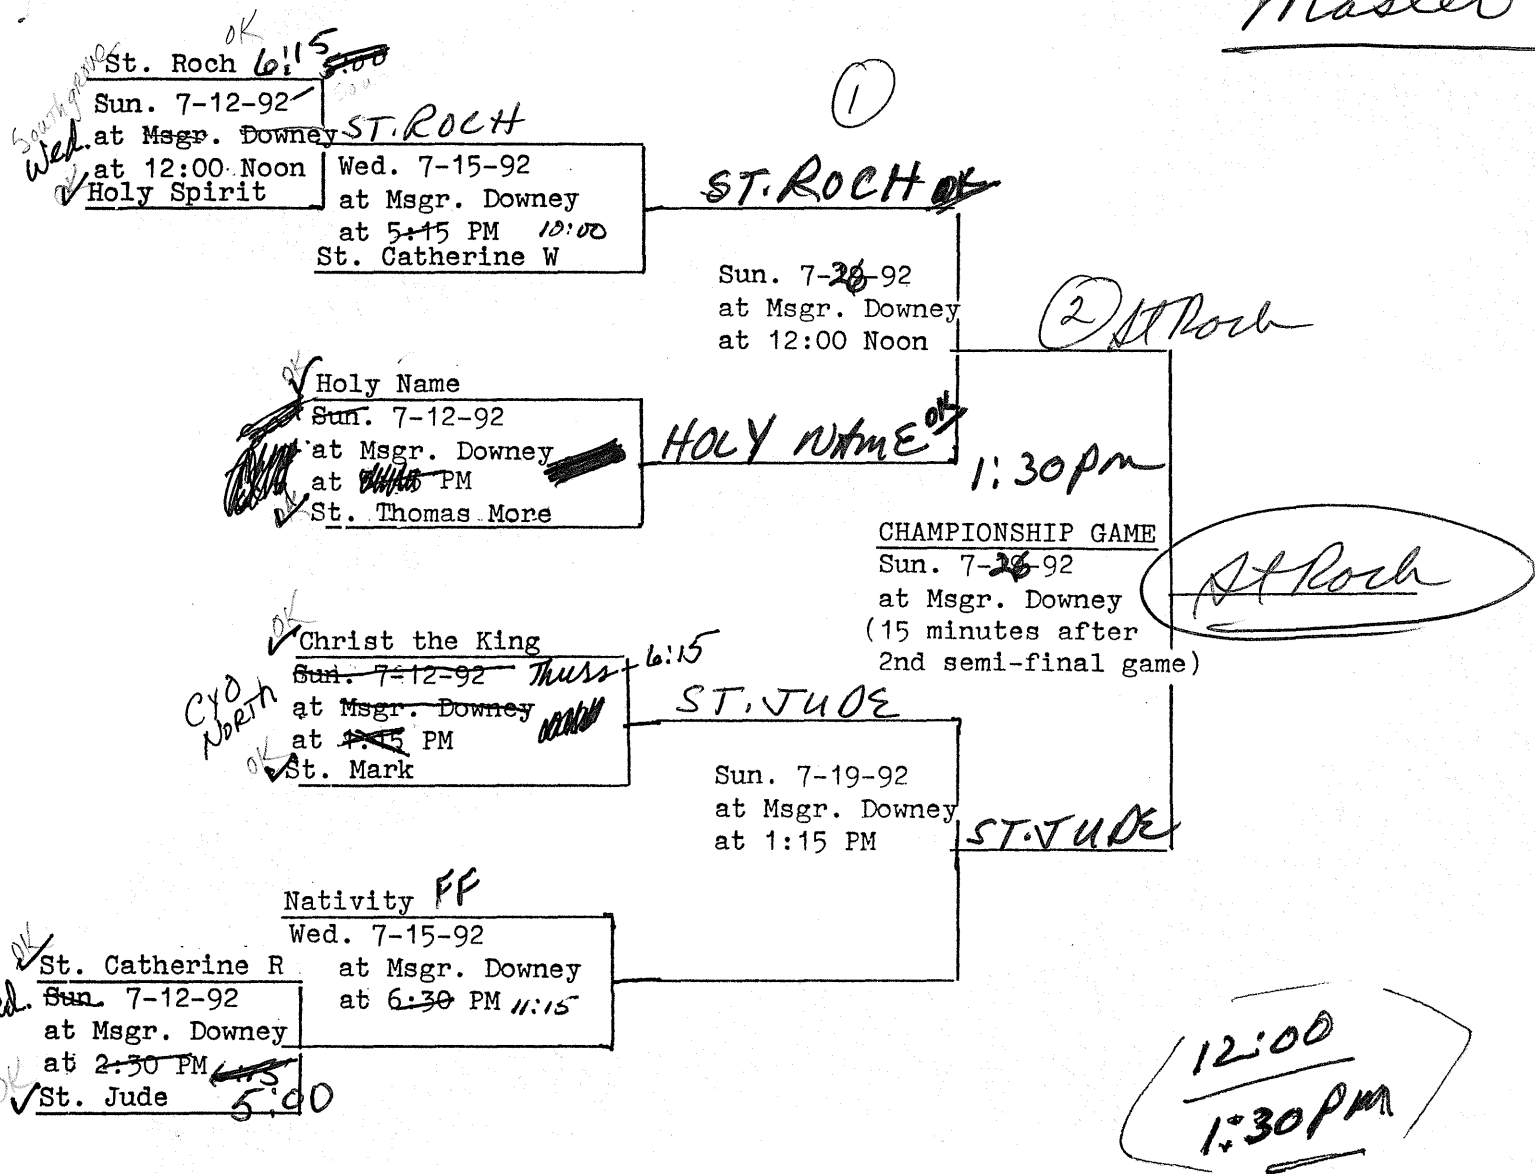 Master
OK
St. Roch 6:15 5:00
Southgrove
Sun. 7-12-92
Wed. at Msgr. Downey
at 12:00 Noon
OK
Holy Spirit
ST. ROCH
Wed. 7-15-92
at Msgr. Downey
at 5:15 PM 10:00
St. Catherine W
1
ST. ROCH OK
Sun. 7-26-92
at Msgr. Downey
at 12:00 Noon
2 St Roch
OK
Holy Name
Sun. 7-12-92
at Msgr. Downey
at PM
OK
St. Thomas More
HOLY NAME OK
1:30 pm
CHAMPIONSHIP GAME
Sun. 7-26-92
at Msgr. Downey
(15 minutes after
2nd semi-final game)
St Roch
OK
Christ the King
Sun. 7-12-92 Thurs 6:15
CYO
NORTH
at Msgr. Downey
at 1:15 PM
OK
St. Mark
ST. JUDE
Sun. 7-19-92
at Msgr. Downey
at 1:15 PM
ST. JUDE
Nativity FF
Wed. 7-15-92
at Msgr. Downey
at 6:30 PM 11:15
OK
St. Catherine R
Sun. 7-12-92
at Msgr. Downey
at 2:30 PM
OK
St. Jude 5:00
12:00
1:30 pm